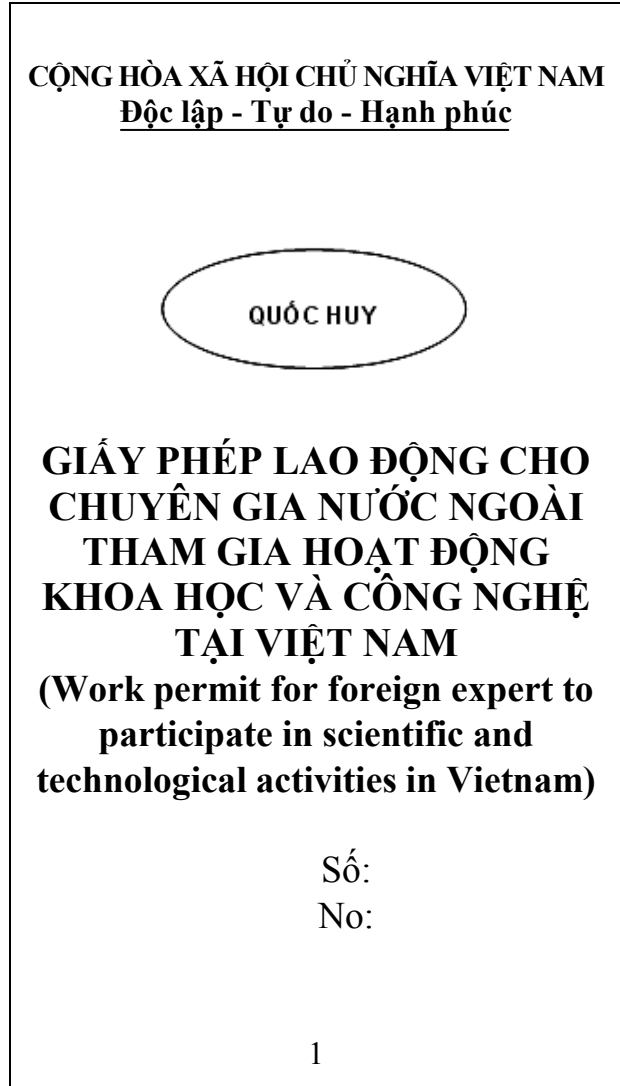 CỘNG HÒA XÃ HỘI CHỦ NGHĨA VIỆT NAM
Độc lập - Tự do - Hạnh phúc
QUỐC HUY
GIẤY PHÉP LAO ĐỘNG CHO
CHUYÊN GIA NƯỚC NGOÀI
THAM GIA HOẠT ĐỘNG
KHOA HỌC VÀ CÔNG NGHỆ
TẠI VIỆT NAM
(Work permit for foreign expert to
participate in scientific and
technological activities in Vietnam)
Số:
No:
1